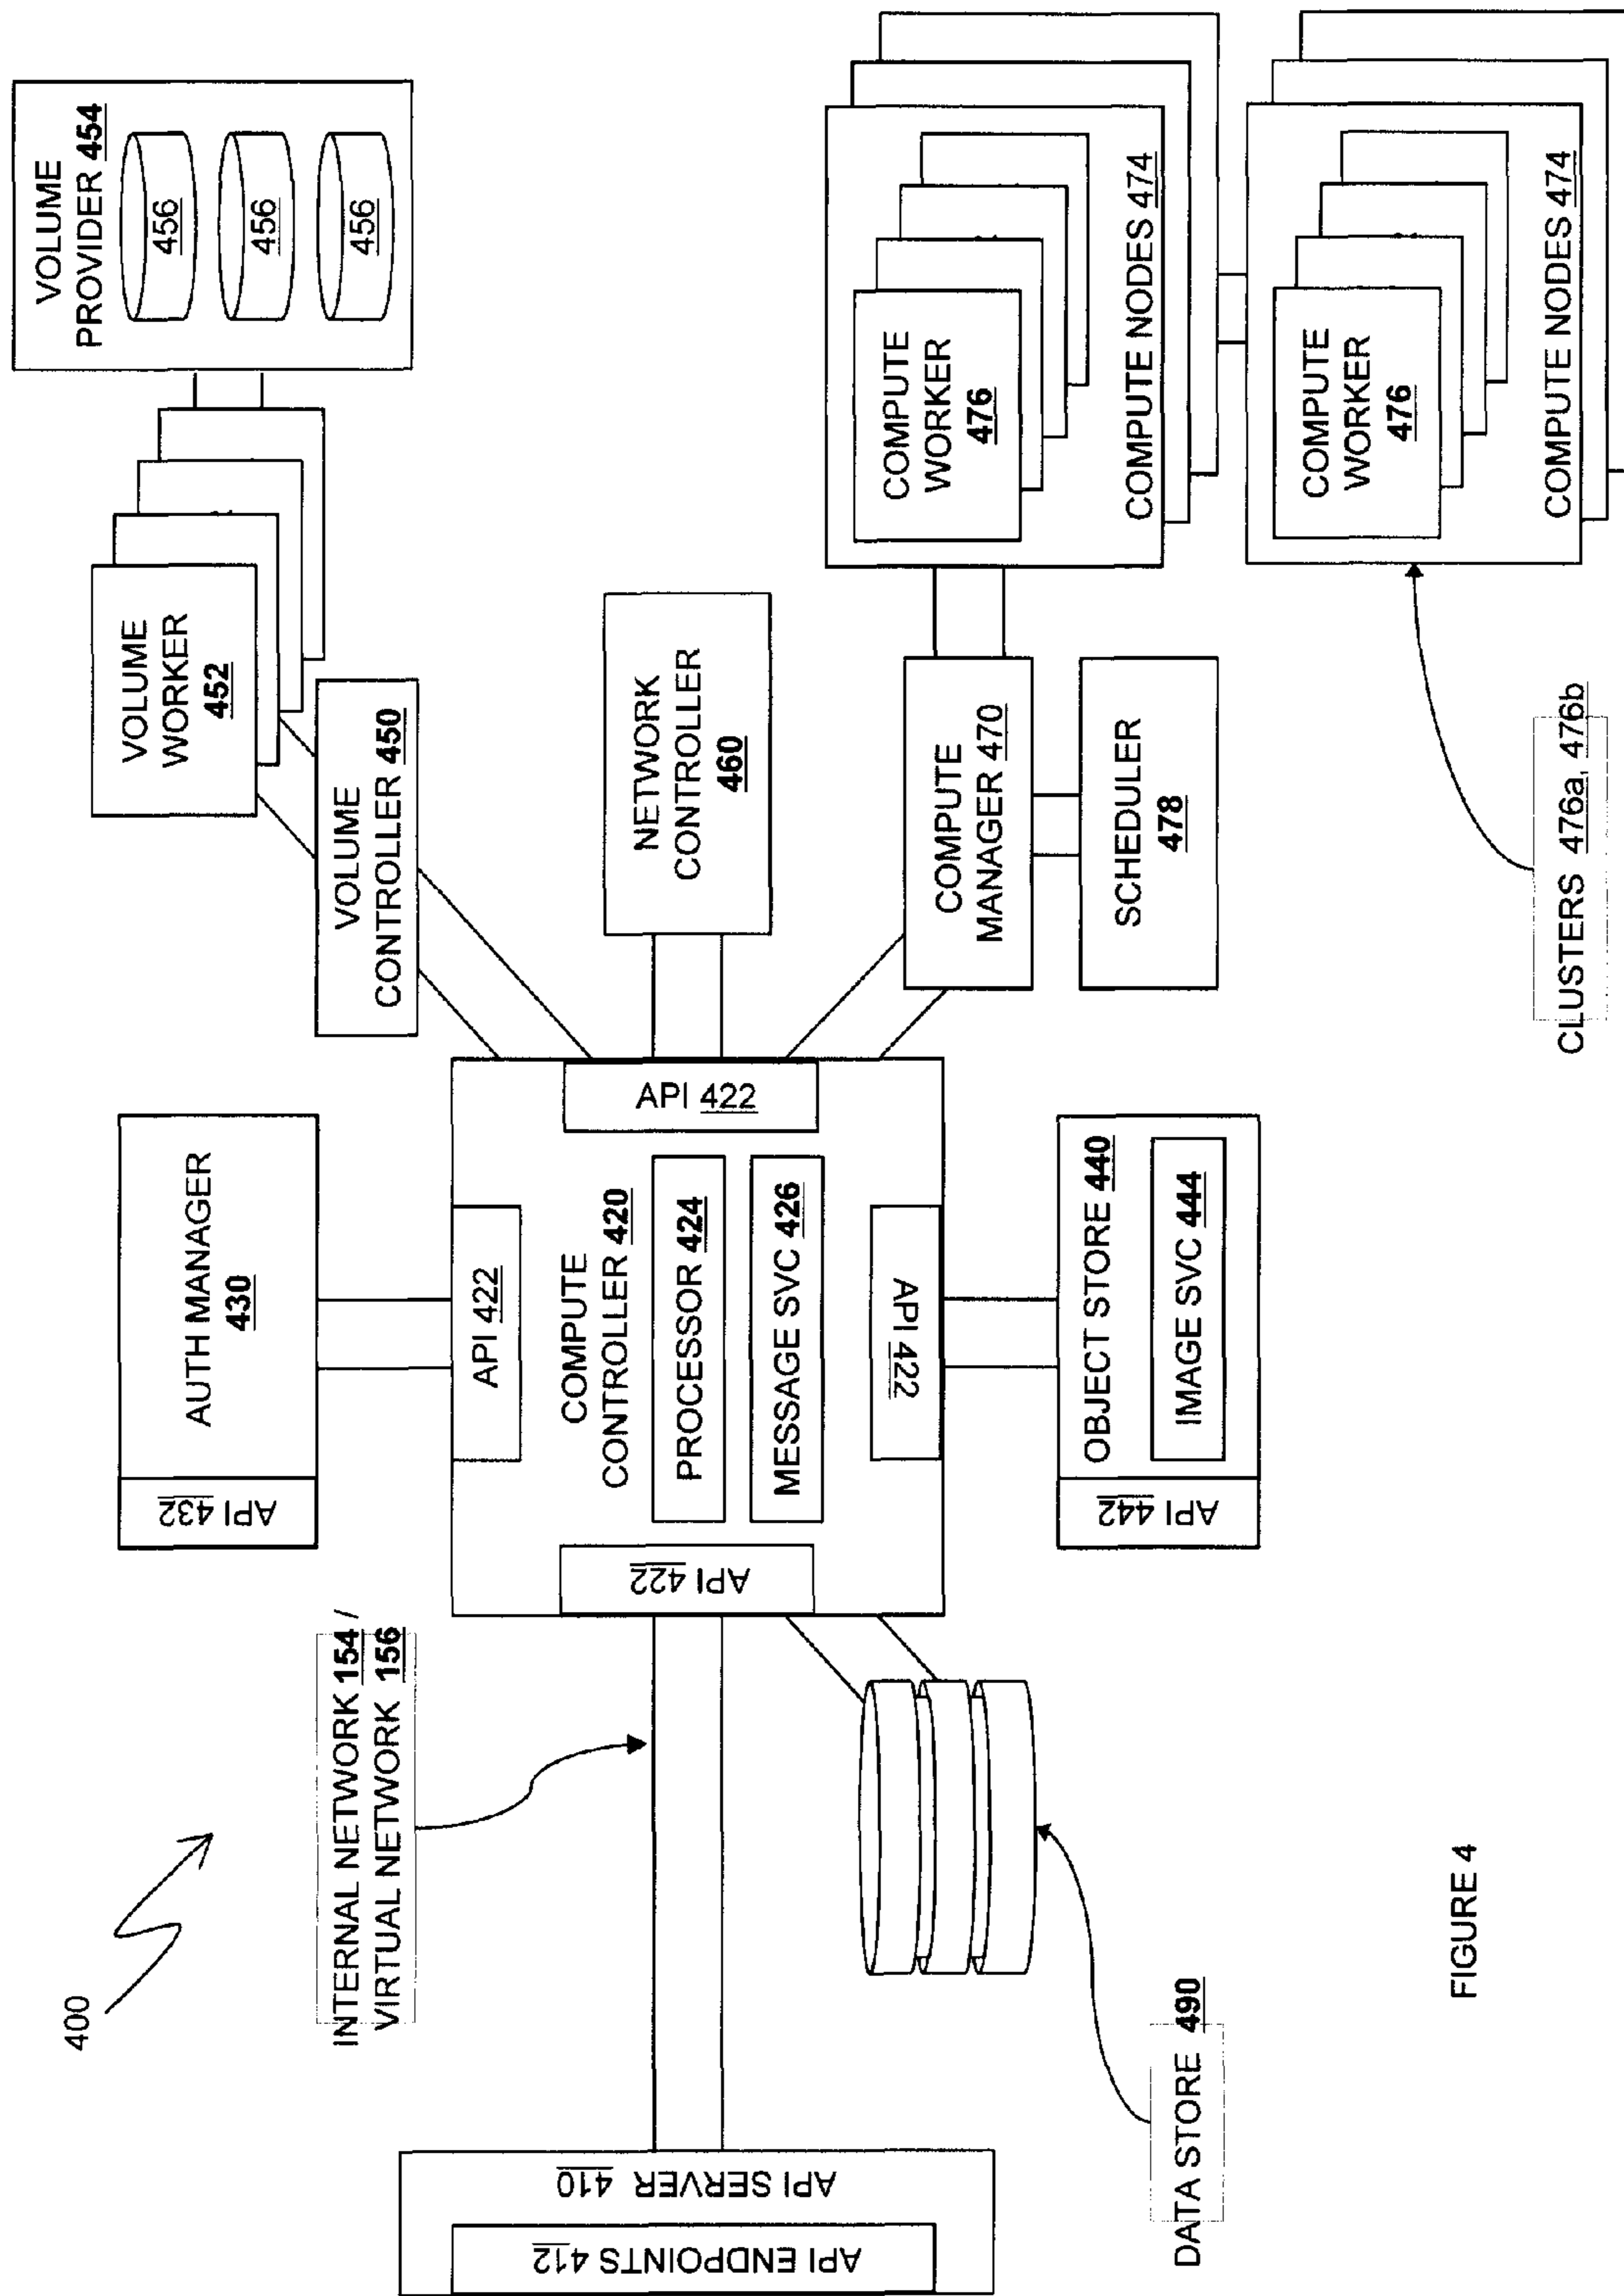 400
INTERNAL NETWORK 154 /
VIRTUAL NETWORK 156
API SERVER 410
API ENDPOINTS 412
DATA STORE 490
API 432
AUTH MANAGER
430
API 422
API 422
COMPUTE
CONTROLLER 420
PROCESSOR 424
MESSAGE SVC 426
API 422
API 422
API 442
OBJECT STORE 440
IMAGE SVC 444
VOLUME
CONTROLLER 450
VOLUME
WORKER
452
VOLUME
PROVIDER 454
456
456
456
NETWORK
CONTROLLER
460
COMPUTE
MANAGER 470
SCHEDULER
478
COMPUTE
WORKER
476
COMPUTE NODES 474
COMPUTE
WORKER
476
COMPUTE NODES 474
CLUSTERS 476a, 476b
FIGURE 4